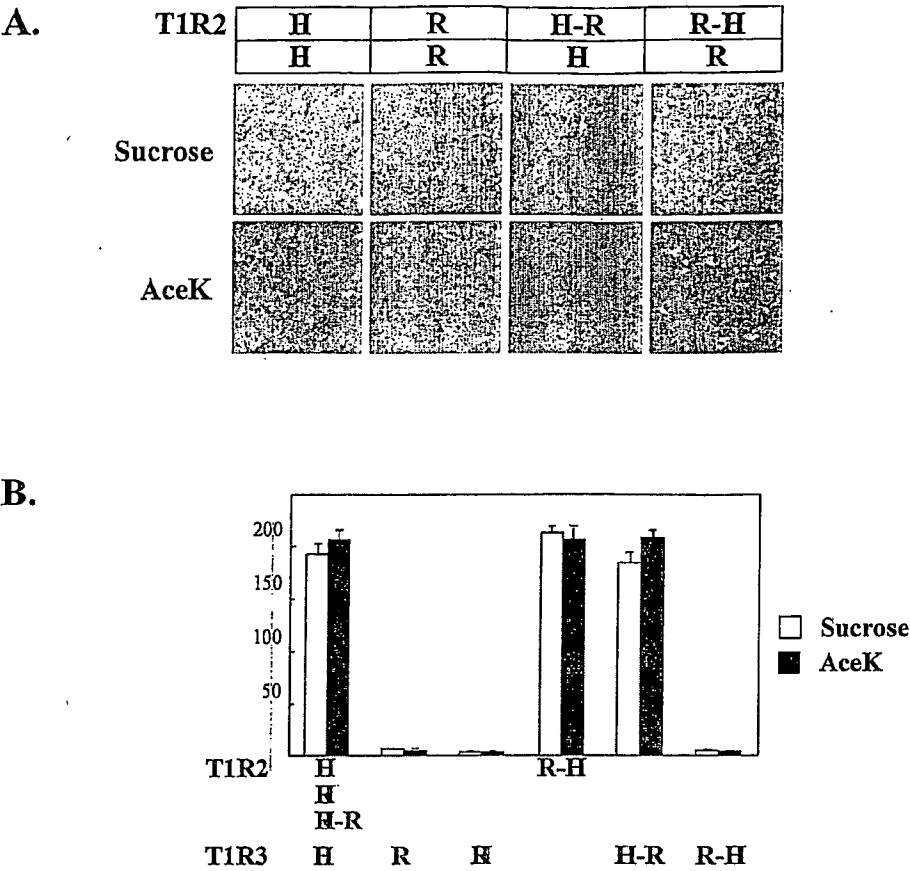 A.
T1R2 H R H-R R-H
H R H R
Sucrose
AceK
B.
200
150
100
50
Sucrose
AceK
T1R2 H R-H
H-R
T1R3 H R H-R R-H